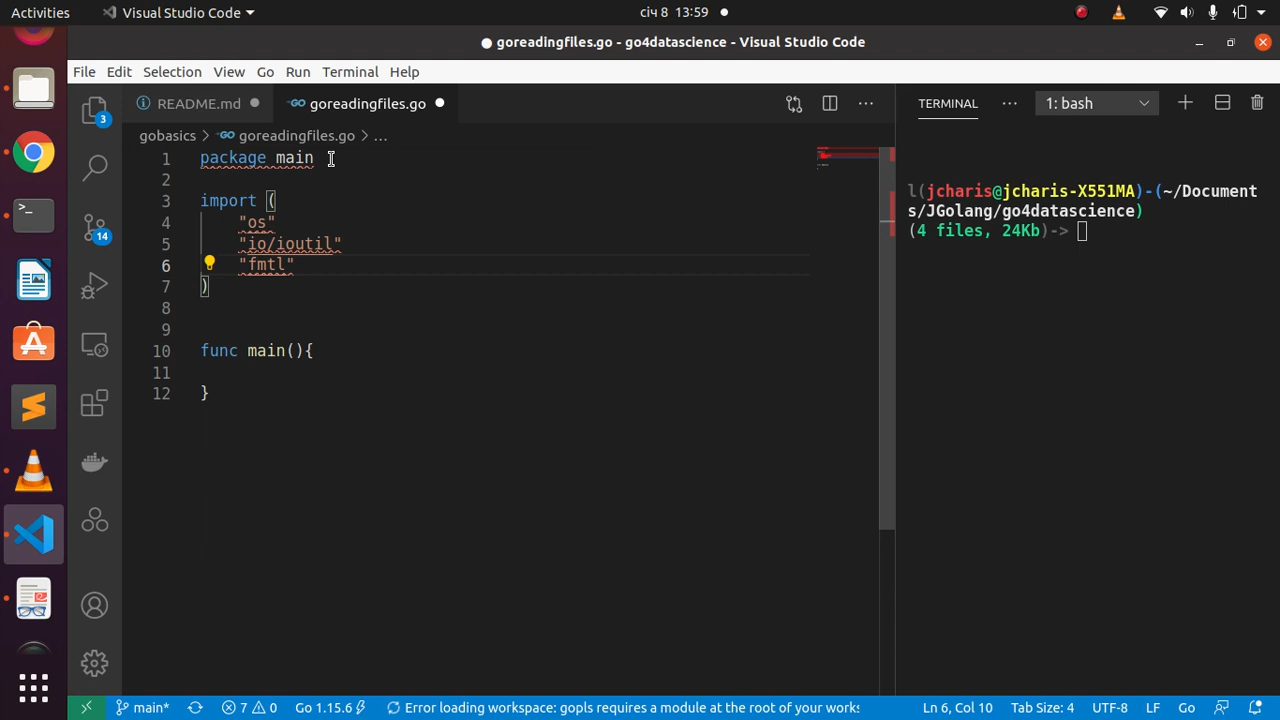 Activities
Visual Studio Code
січ 8 13:59
goreadingfiles.go - go4datascience - Visual Studio Code
File Edit Selection View Go Run Terminal Help
README.md
goreadingfiles.go
TERMINAL
1: bash
gobasics > goreadingfiles.go > ...
1 package main
2
3 import (
4 "os"
5 "io/ioutil"
6 "fmtl"
7 )
8
9
10 func main(){
11
12 }
l(jcharis@jcharis-X551MA)-(~/Document
s/JGolang/go4datascience)
(4 files, 24Kb)->
3
14
main*
7 0
Go 1.15.6
Error loading workspace: gopls requires a module at the root of your works
Ln 6, Col 10
Tab Size: 4
UTF-8
LF
Go